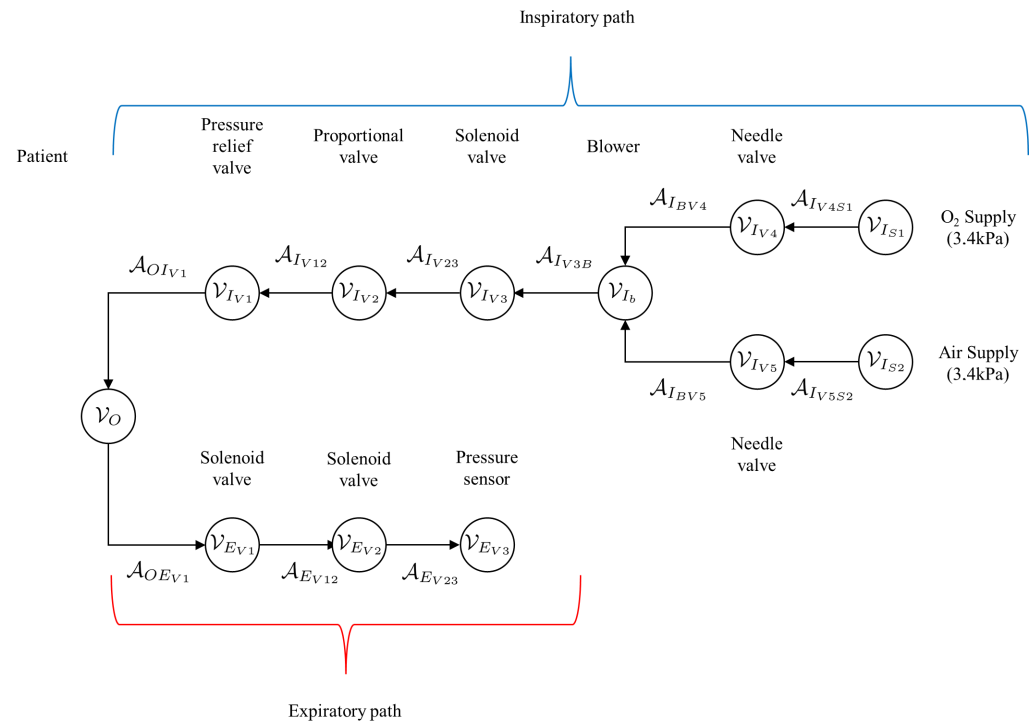 Inspiratory path
Patient
Pressure
relief
valve
Proportional
valve
Solenoid
valve
Blower
Needle
valve
O₂ Supply
(3.4kPa)
𝒜_{I_{BV4}}
𝒜_{I_{V4S1}}
𝒱_{I_{V4}}
𝒱_{I_{S1}}
𝒜_{OI_{V1}}
𝒜_{I_{V12}}
𝒜_{I_{V23}}
𝒜_{I_{V3B}}
𝒱_{I_{V1}}
𝒱_{I_{V2}}
𝒱_{I_{V3}}
𝒱_{I_b}
𝒱_{I_{V5}}
𝒱_{I_{S2}}
Air Supply
(3.4kPa)
𝒜_{I_{BV5}}
𝒜_{I_{V5S2}}
Needle
valve
𝒱_O
Solenoid
valve
Solenoid
valve
Pressure
sensor
𝒱_{E_{V1}}
𝒱_{E_{V2}}
𝒱_{E_{V3}}
𝒜_{OE_{V1}}
𝒜_{E_{V12}}
𝒜_{E_{V23}}
Expiratory path